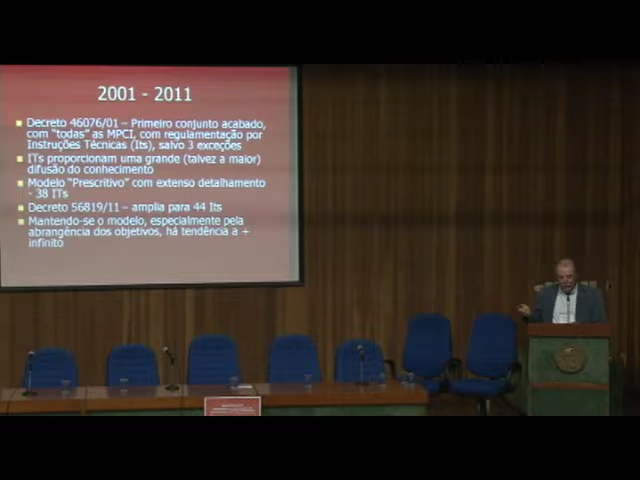 2001 - 2011
Decreto 46076/01 – Primeiro conjunto acabado,
com "todas" as MPCI, com regulamentação por
Instruções Técnicas (Its), salvo 3 exceções
ITs proporcionam uma grande (talvez a maior)
difusão do conhecimento
Modelo "Prescritivo" com extenso detalhamento
- 38 ITs
Decreto 56819/11 – amplia para 44 Its
Mantendo-se o modelo, especialmente pela
abrangência dos objetivos, há tendência a +
infinito